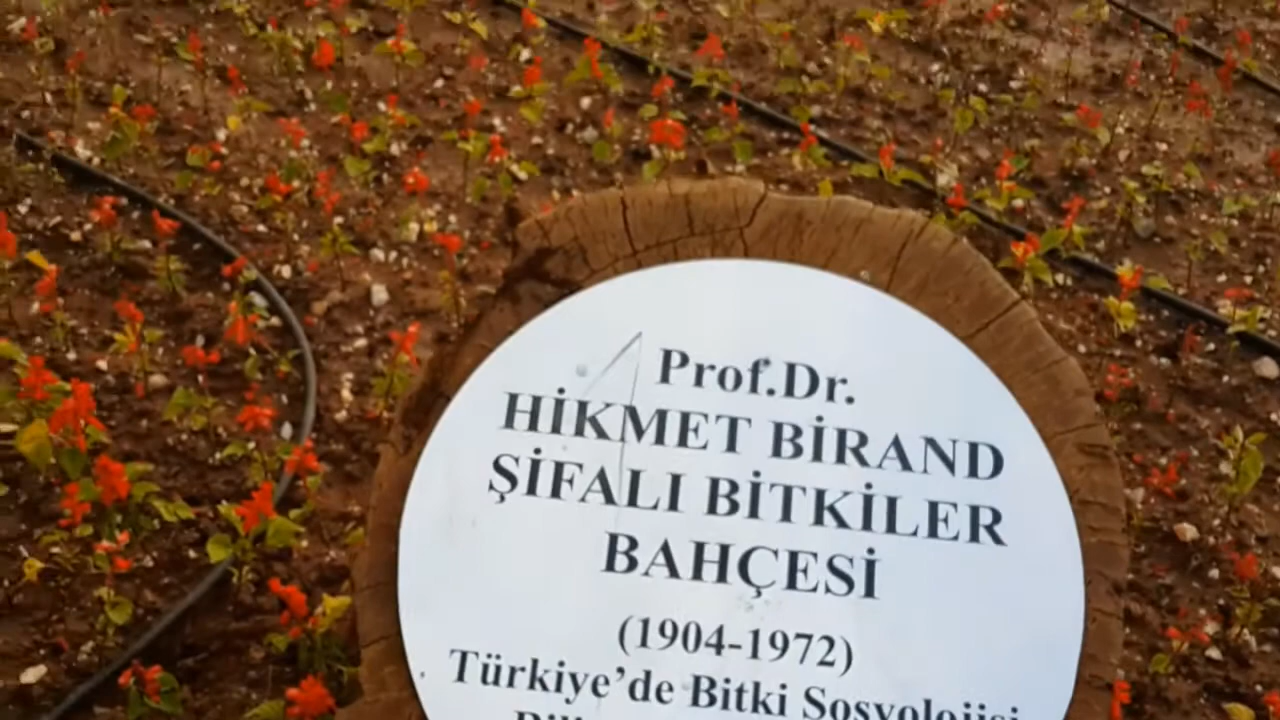 Prof.Dr.
HİKMET BİRAND
ŞİFALI BİTKİLER
BAHÇESİ
(1904-1972)
Türkiye'de Bitki Sosyolojisi